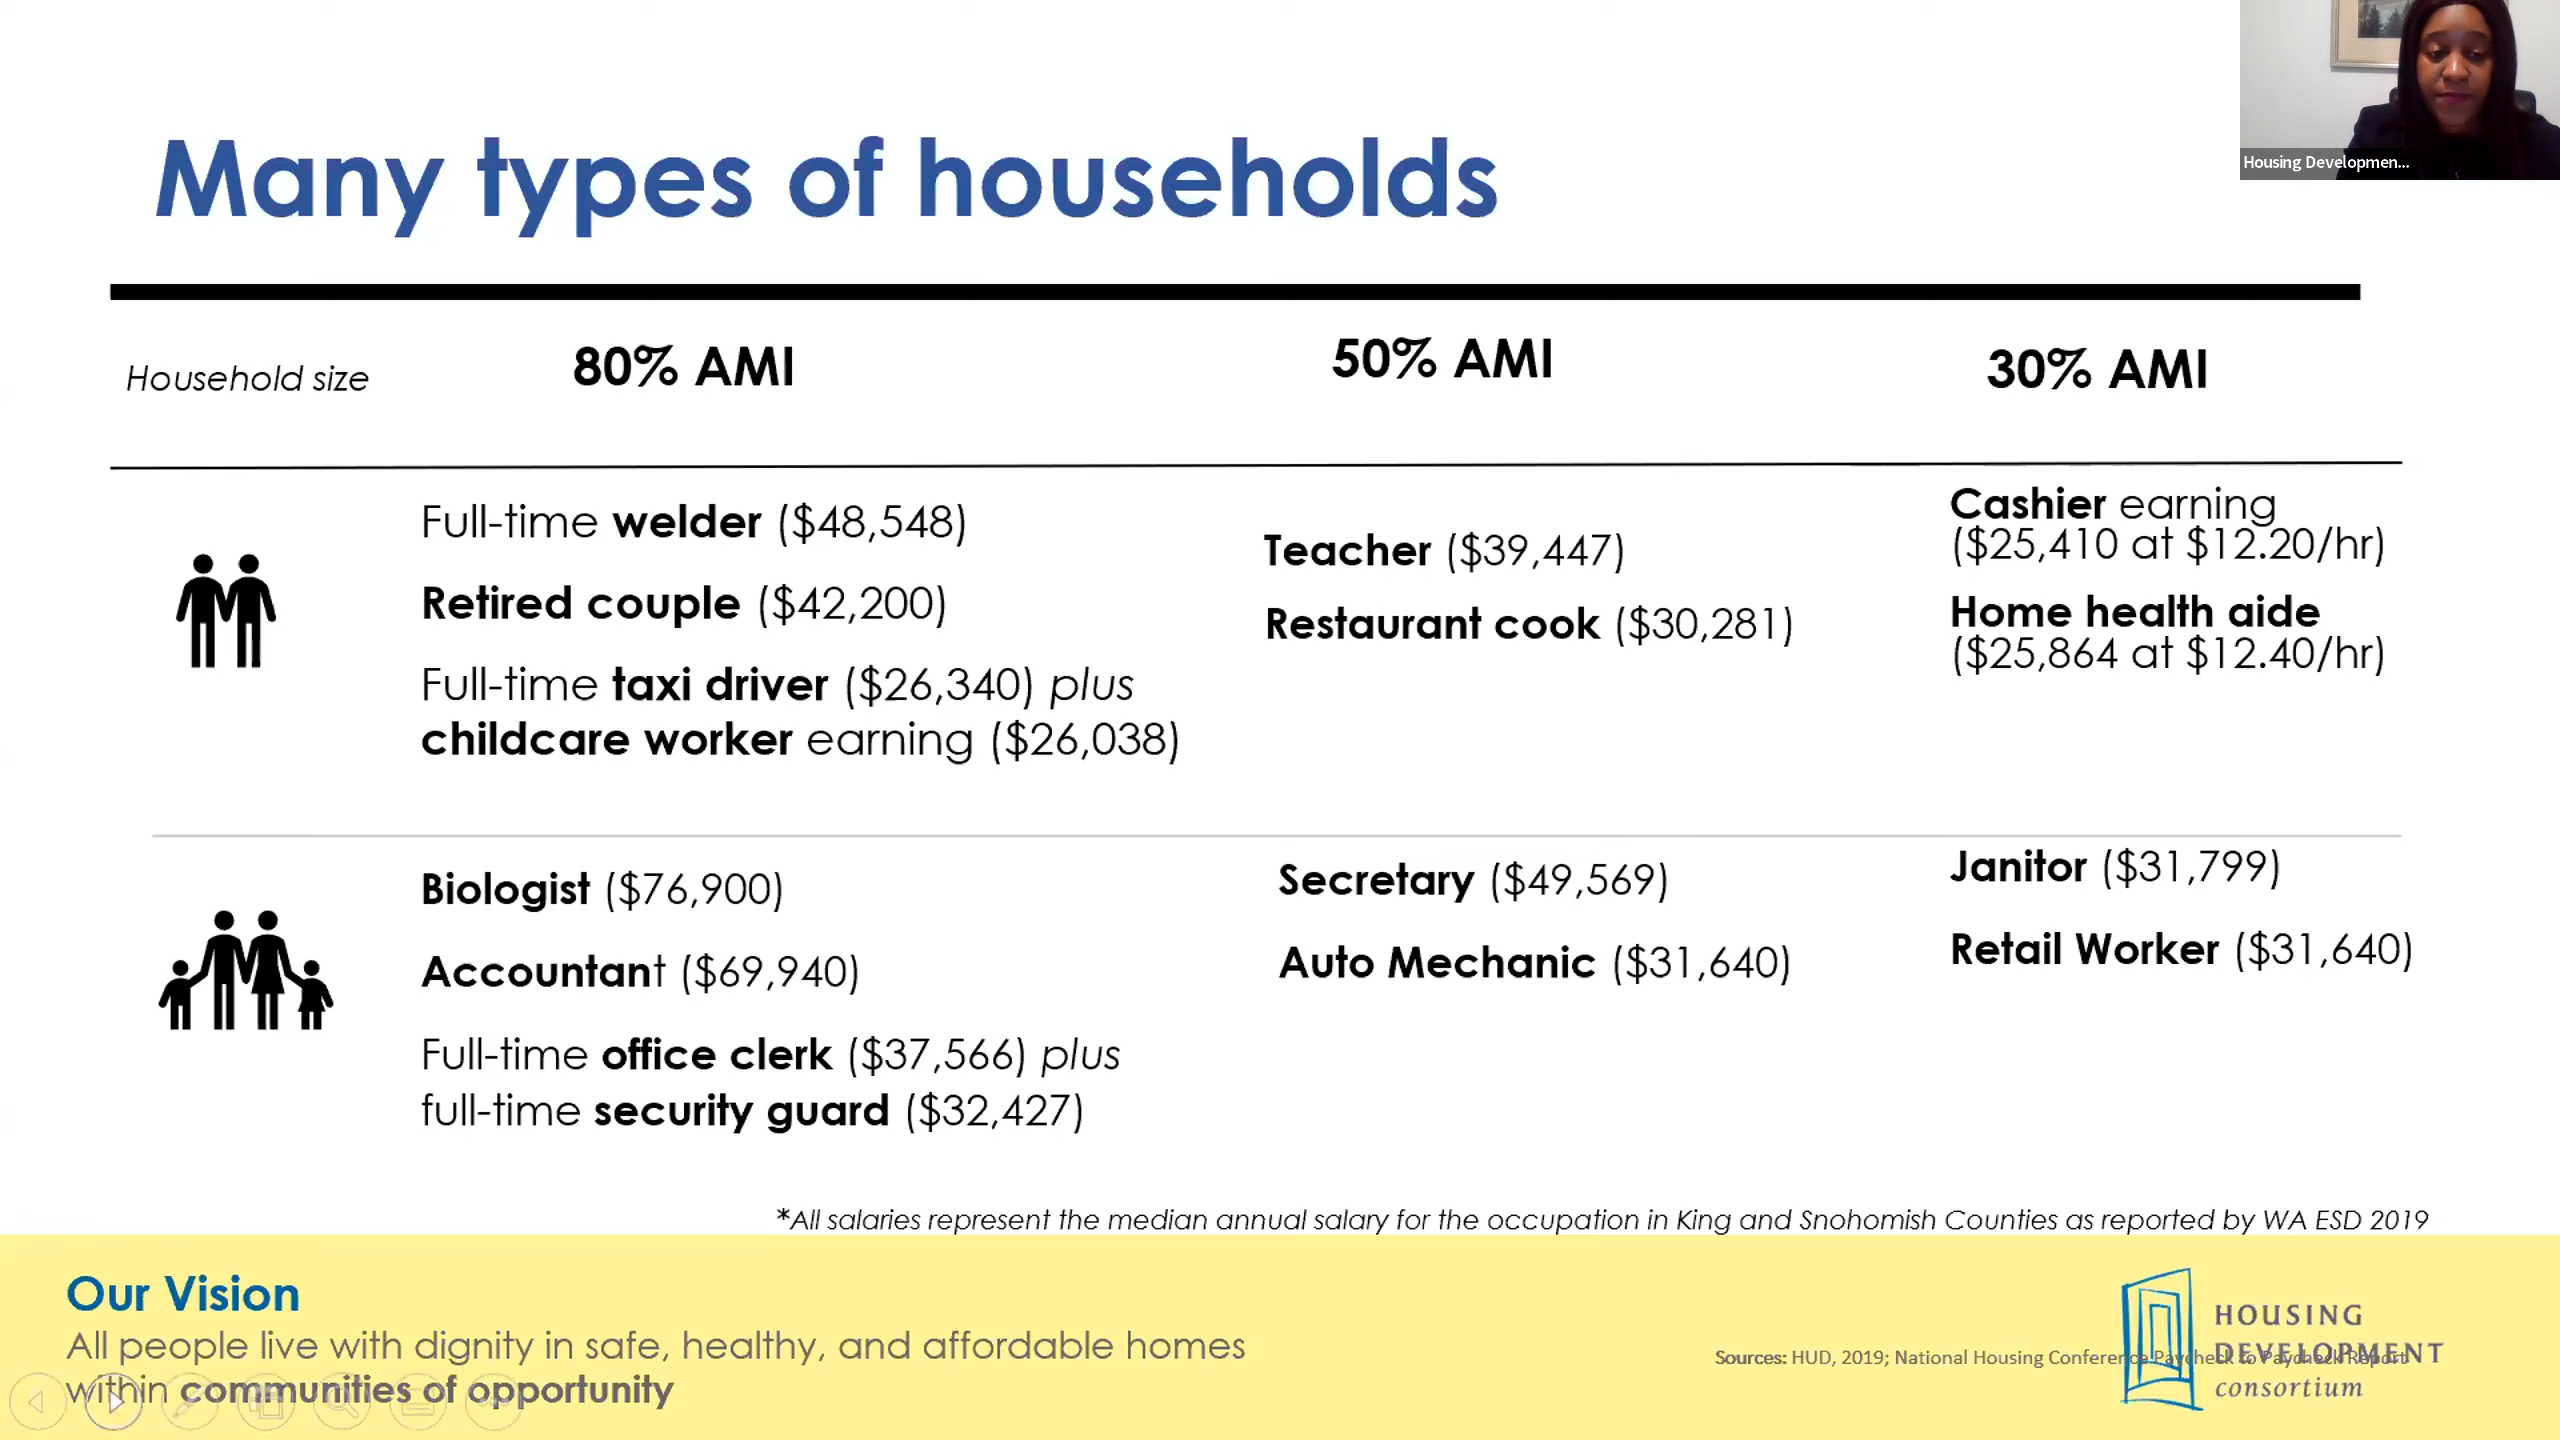 Housing Developmen...
Many types of households
Household size
80% AMI
50% AMI
30% AMI
Full-time welder ($48,548)
Retired couple ($42,200)
Full-time taxi driver ($26,340) plus
childcare worker earning ($26,038)
Teacher ($39,447)
Restaurant cook ($30,281)
Cashier earning
($25,410 at $12.20/hr)
Home health aide
($25,864 at $12.40/hr)
Biologist ($76,900)
Accountant ($69,940)
Full-time office clerk ($37,566) plus
full-time security guard ($32,427)
Secretary ($49,569)
Auto Mechanic ($31,640)
Janitor ($31,799)
Retail Worker ($31,640)
*All salaries represent the median annual salary for the occupation in King and Snohomish Counties as reported by WA ESD 2019
Our Vision
All people live with dignity in safe, healthy, and affordable homes
within communities of opportunity
Sources: HUD, 2019; National Housing Conference Paycheck to Paycheck Report
HOUSING
DEVELOPMENT
consortium